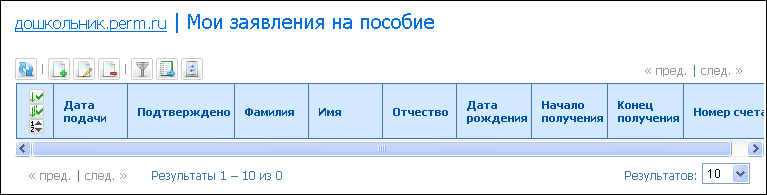 дошкольник.perm.ru | Мои заявления на пособие
« пред. | след. »
Дата подачи Подтверждено Фамилия Имя Отчество Дата рождения Начало получения Конец получения Номер счета
« пред. | след. » Результаты 1 – 10 из 0 Результатов: 10